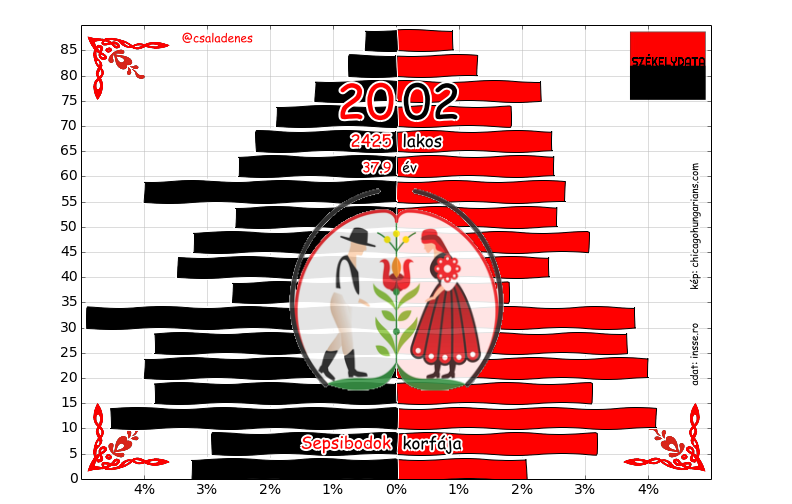 @csaladenes
SZÉKELYDATA
2002
2425 lakos
37.9 év
kép: chicagohungarians.com
adat: insse.ro
Sepsibodok korfája
85
80
75
70
65
60
55
50
45
40
35
30
25
20
15
10
5
0
4% 3% 2% 1% 0% 1% 2% 3% 4%